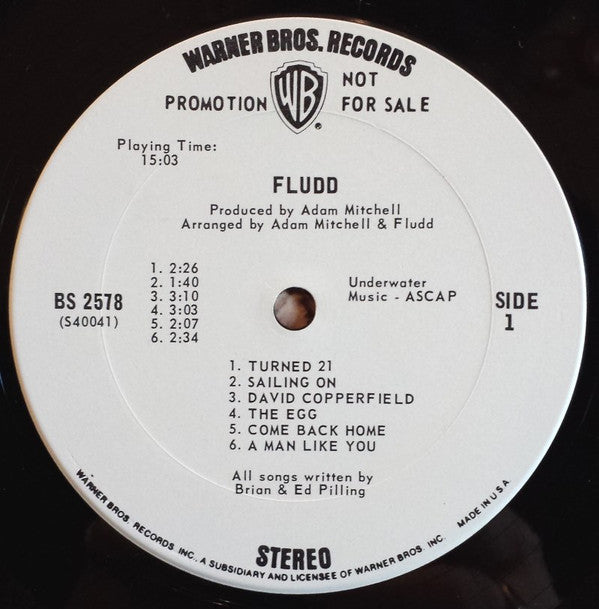 WARNER BROS. RECORDS
PROMOTION WB NOT FOR SALE
®
Playing Time:
15:03
FLUDD
Produced by Adam Mitchell
Arranged by Adam Mitchell & Fludd
1. 2:26
2. 1:40
3. 3:10
4. 3:03
5. 2:07
6. 2:34
Underwater
Music - ASCAP
BS 2578
(S40041)
SIDE
1
1. TURNED 21
2. SAILING ON
3. DAVID COPPERFIELD
4. THE EGG
5. COME BACK HOME
6. A MAN LIKE YOU
All songs written by
Brian & Ed Pilling
STEREO
WARNER BROS. RECORDS INC., A SUBSIDIARY AND LICENSEE OF WARNER BROS. INC. MADE IN U.S.A.